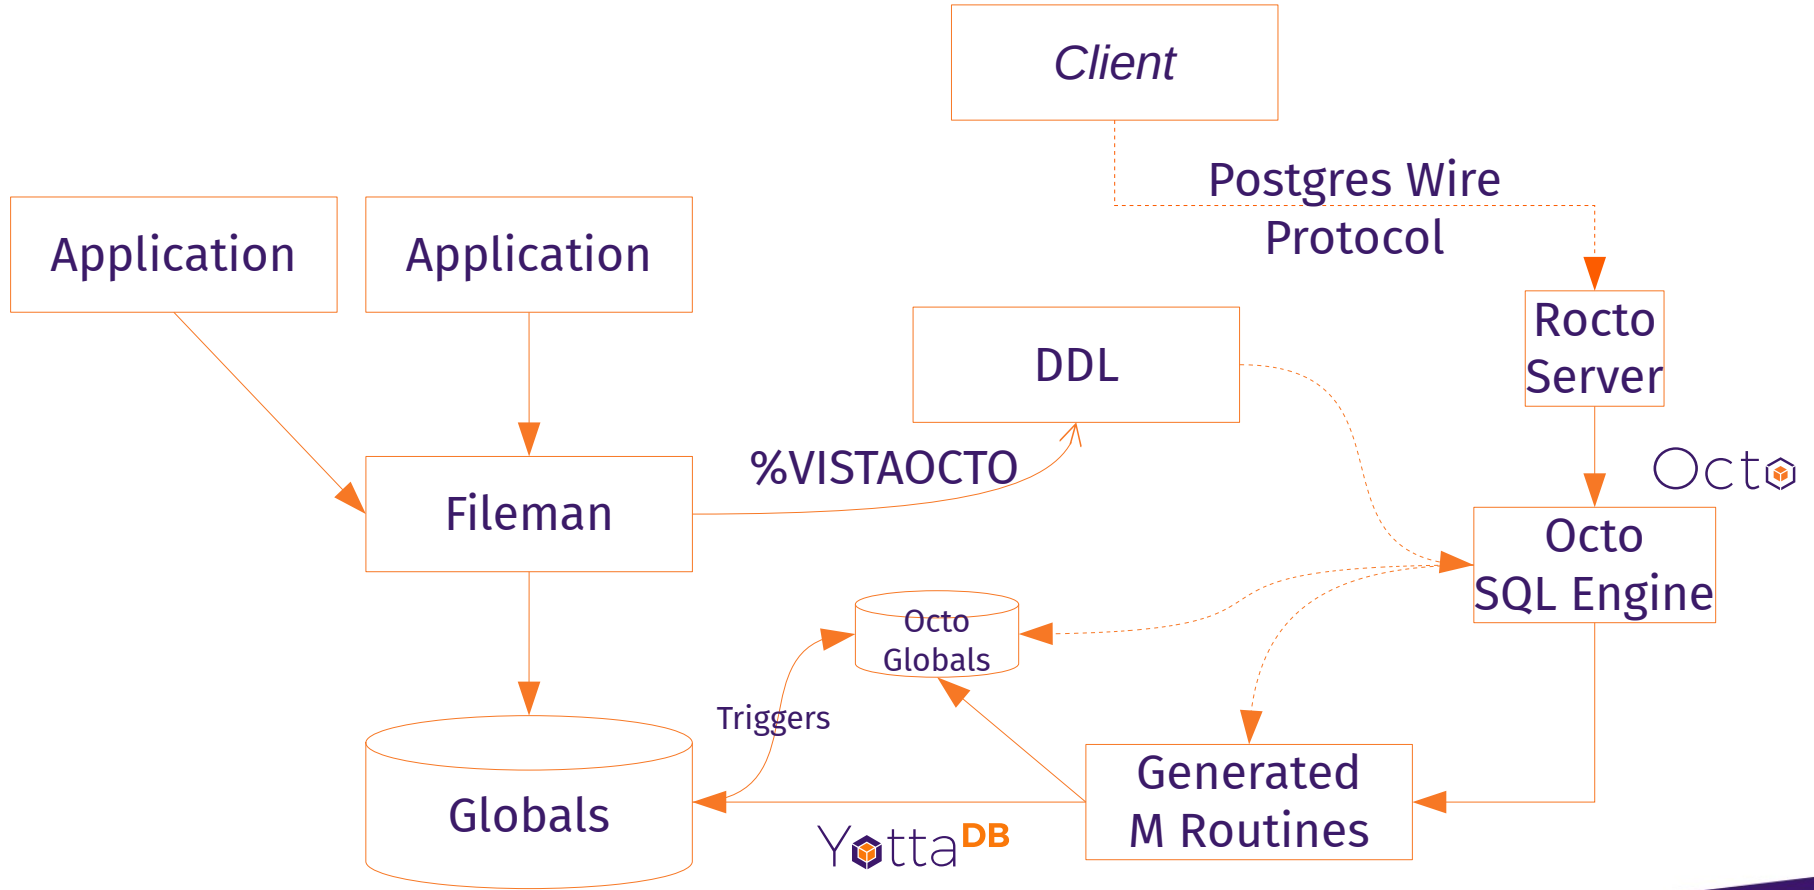 Client
Postgres Wire
Protocol
Application
Application
Rocto
Server
DDL
%VISTAOCTO
Octo
Fileman
Octo
SQL Engine
Octo
Globals
Triggers
Generated
M Routines
Globals
YottaDB